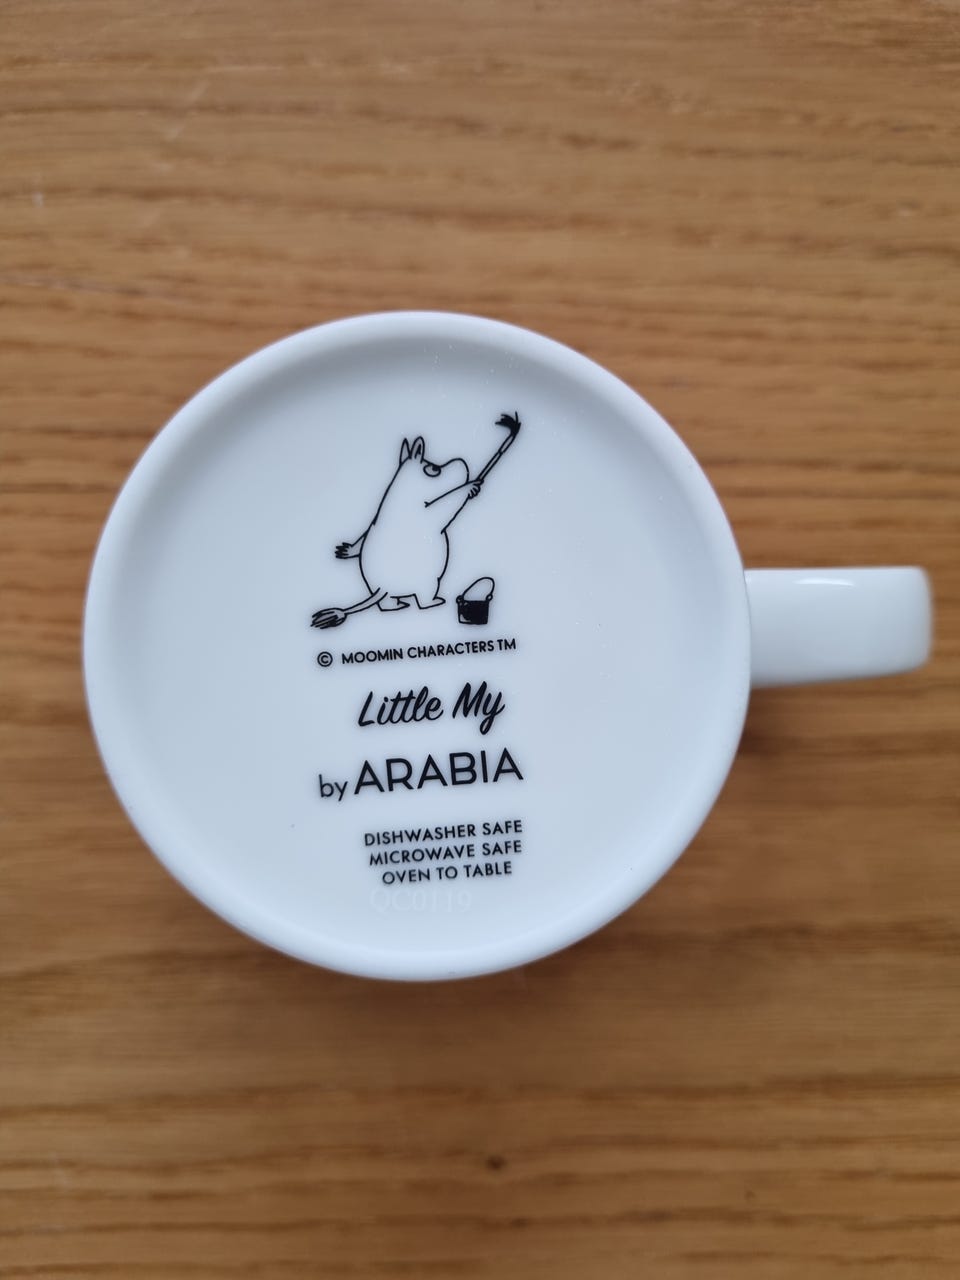 © MOOMIN CHARACTERS TM
Little My
by ARABIA
DISHWASHER SAFE
MICROWAVE SAFE
OVEN TO TABLE
QC0119